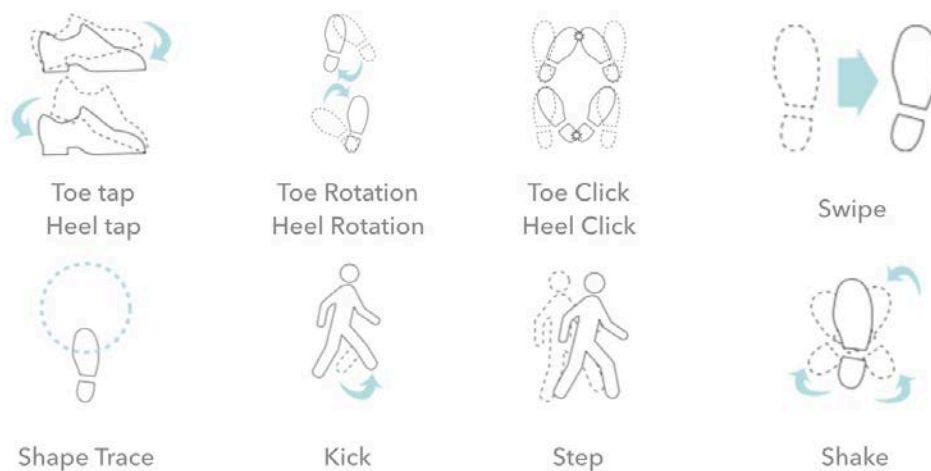 Toe tap
Heel tap
Toe Rotation
Heel Rotation
Toe Click
Heel Click
Swipe
Shape Trace
Kick
Step
Shake